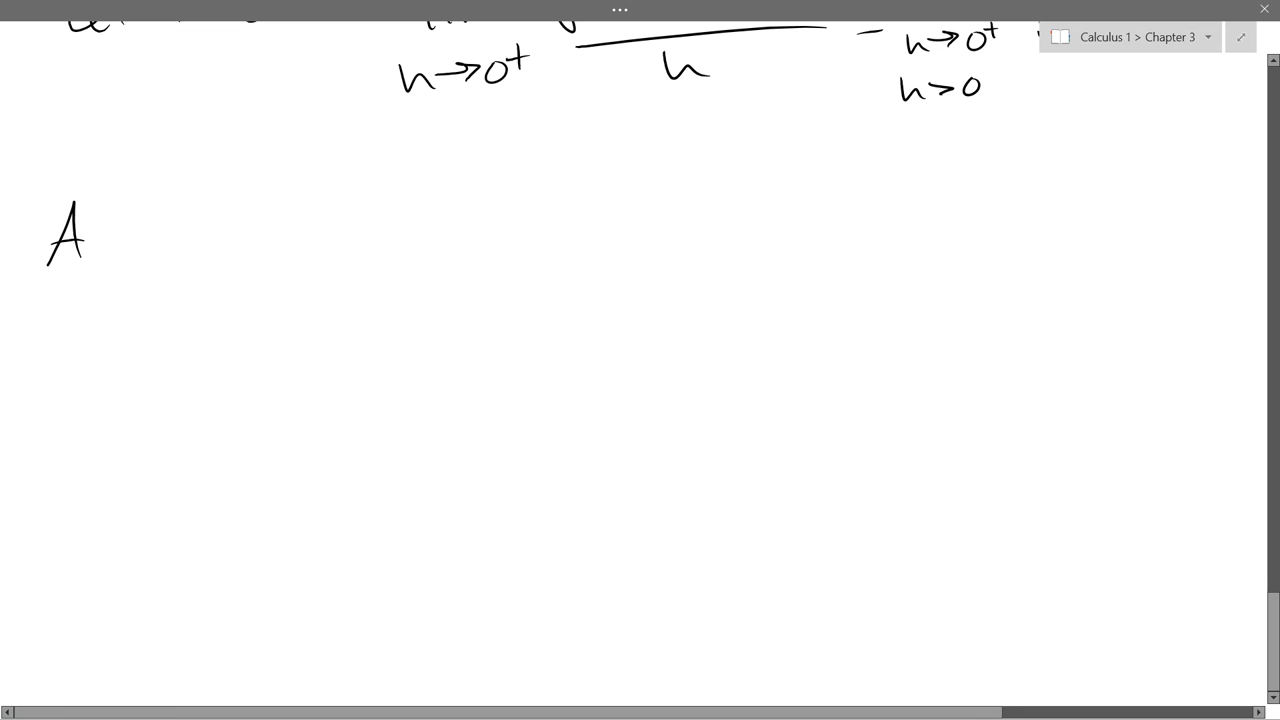 Calculus 1 > Chapter 3
h→0⁺ h h→0⁺
h>0
A